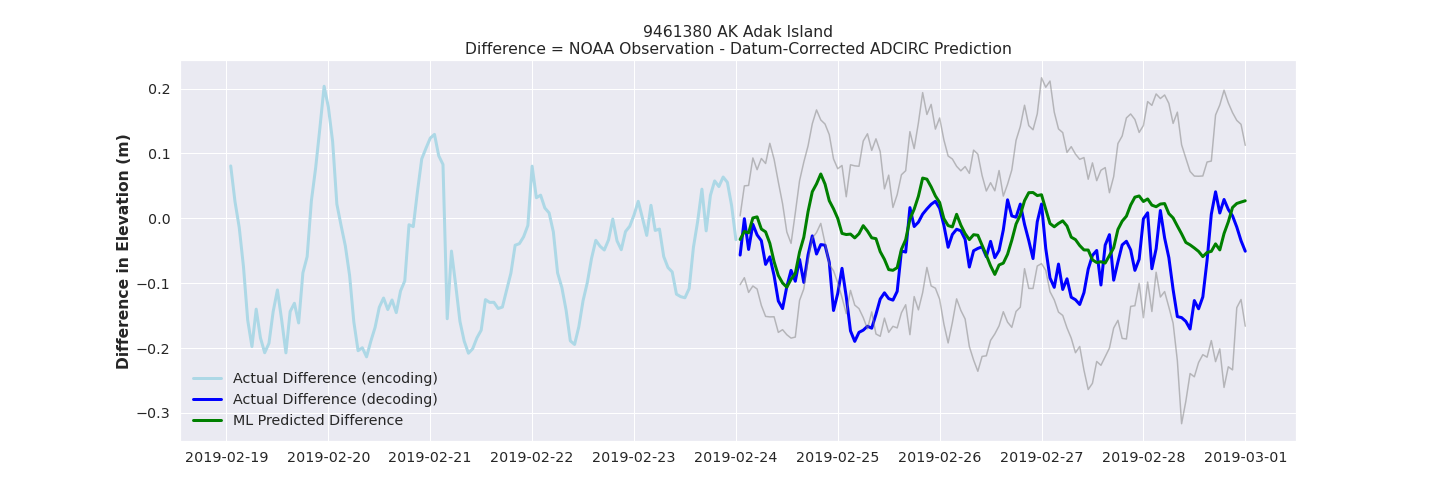 9461380 AK Adak Island
Difference = NOAA Observation - Datum-Corrected ADCIRC Prediction
Difference in Elevation (m)
0.2
0.1
0.0
−0.1
−0.2
−0.3
Actual Difference (encoding)
Actual Difference (decoding)
ML Predicted Difference
2019-02-19 2019-02-20 2019-02-21 2019-02-22 2019-02-23 2019-02-24 2019-02-25 2019-02-26 2019-02-27 2019-02-28 2019-03-01